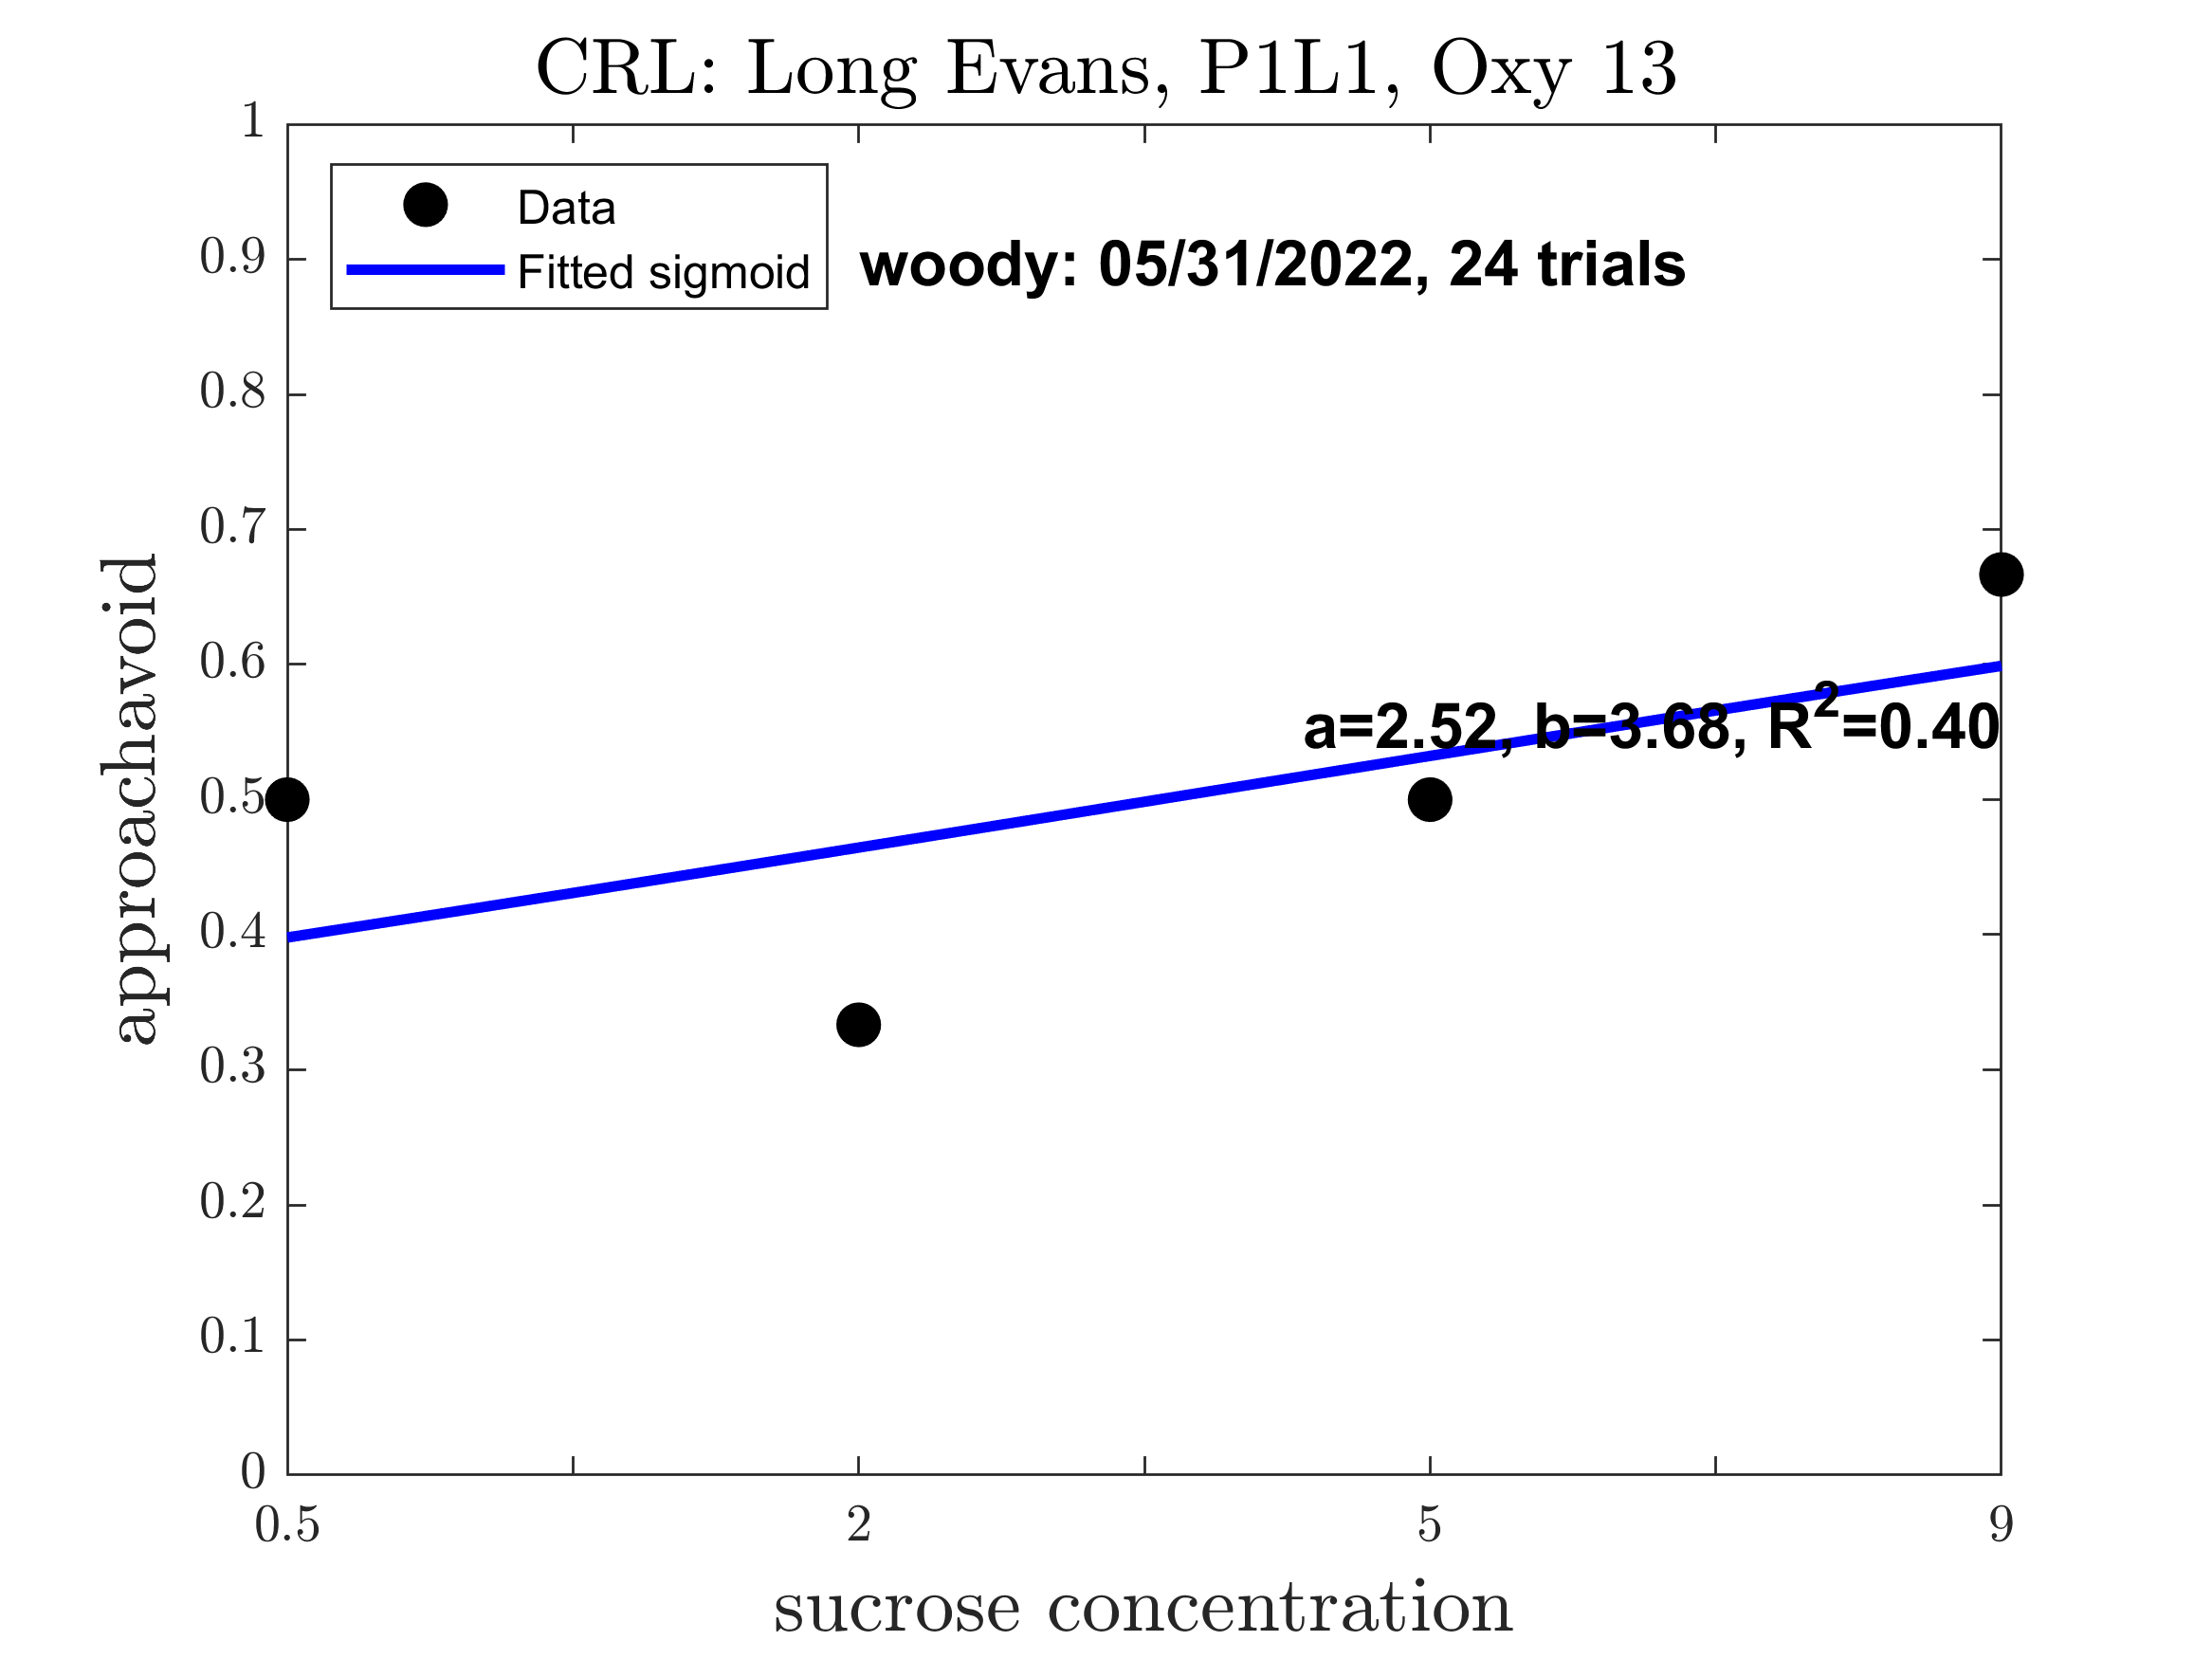 CRL: Long Evans, P1L1, Oxy 13
1
0.9
0.8
0.7
0.6
0.5
0.4
0.3
0.2
0.1
0
approachavoid
Data
Fitted sigmoid
woody: 05/31/2022, 24 trials
a=2.52, b=3.68, R²=0.40
0.5 2 5 9
sucrose concentration